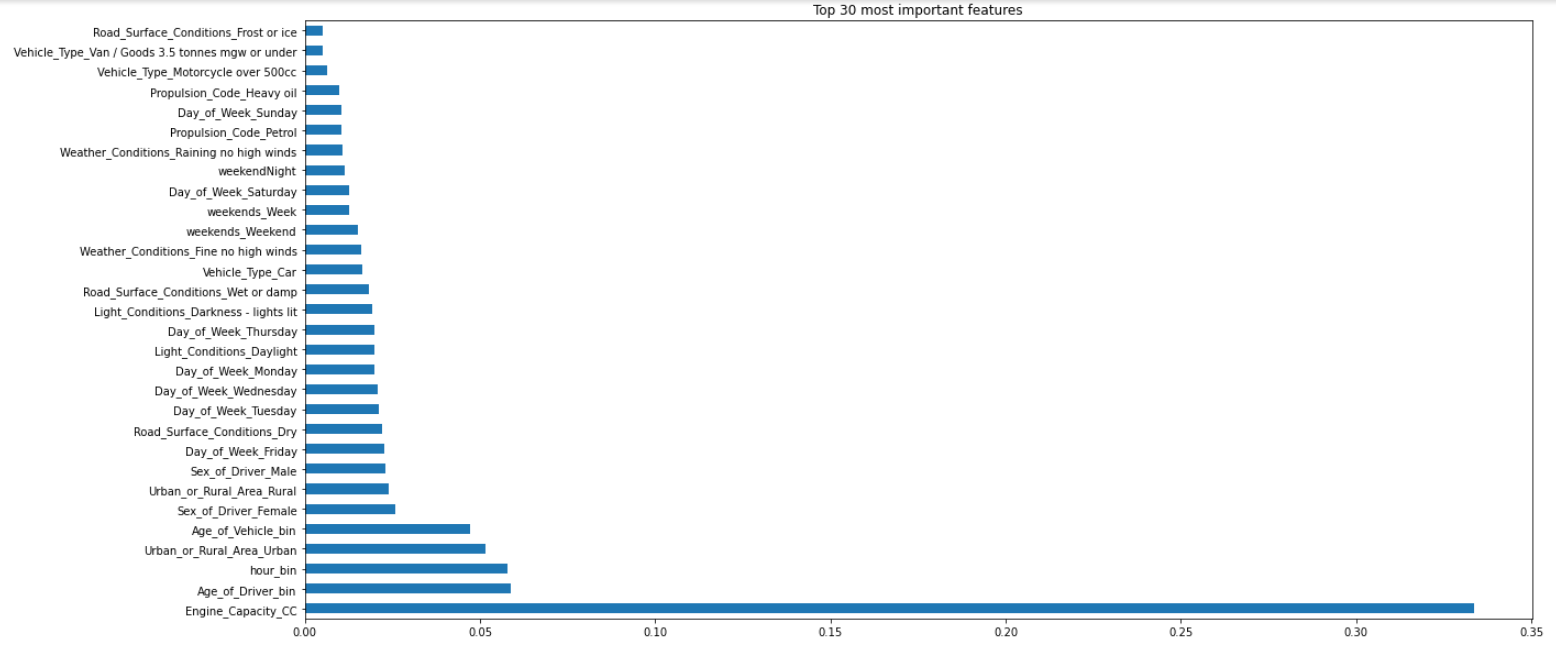 Top 30 most important features
Road_Surface_Conditions_Frost or ice
Vehicle_Type_Van / Goods 3.5 tonnes mgw or under
Vehicle_Type_Motorcycle over 500cc
Propulsion_Code_Heavy oil
Day_of_Week_Sunday
Propulsion_Code_Petrol
Weather_Conditions_Raining no high winds
weekendNight
Day_of_Week_Saturday
weekends_Week
weekends_Weekend
Weather_Conditions_Fine no high winds
Vehicle_Type_Car
Road_Surface_Conditions_Wet or damp
Light_Conditions_Darkness - lights lit
Day_of_Week_Thursday
Light_Conditions_Daylight
Day_of_Week_Monday
Day_of_Week_Wednesday
Day_of_Week_Tuesday
Road_Surface_Conditions_Dry
Day_of_Week_Friday
Sex_of_Driver_Male
Urban_or_Rural_Area_Rural
Sex_of_Driver_Female
Age_of_Vehicle_bin
Urban_or_Rural_Area_Urban
hour_bin
Age_of_Driver_bin
Engine_Capacity_CC
0.00 0.05 0.10 0.15 0.20 0.25 0.30 0.35